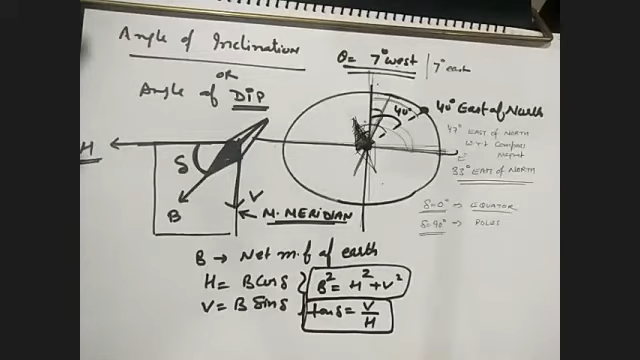 Angle of Inclination
or
Angle of DIP
θ = 7° west | 7° east
40°
40° East of North
47° EAST OF NORTH
W.r.t Compass
33° EAST OF NORTH
H
δ
B
V
M. MERIDIAN
δ=0° → EQUATOR
δ=90° → POLES
B → Net m.f of earth
H = B cos δ
V = B Sin δ
B² = H² + V²
tan δ = V/H